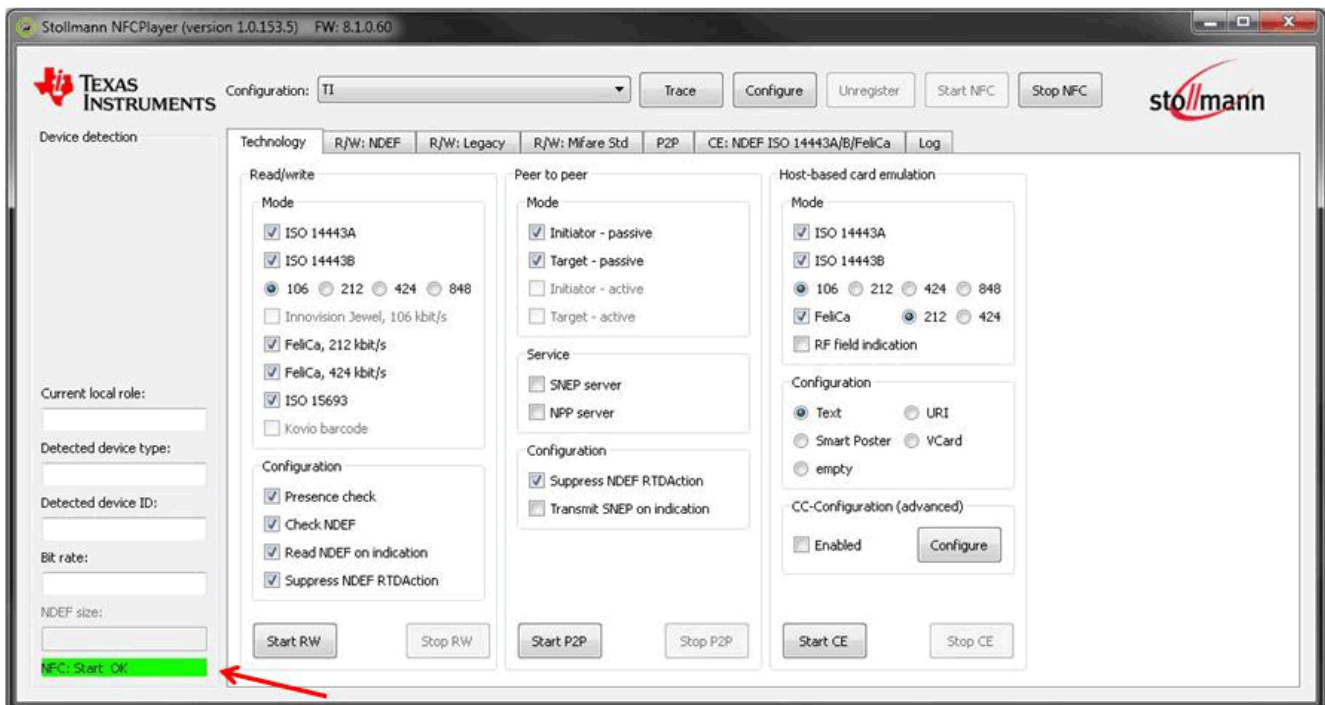 Stollmann NFCPlayer (version 1.0.153.5) FW: 8.1.0.60
TEXAS INSTRUMENTS
Configuration: TI
Trace
Configure
Unregister
Start NFC
Stop NFC
stollmann
Device detection
Current local role:
Detected device type:
Detected device ID:
Bit rate:
NDEF size:
NFC: Start OK
Technology
R/W: NDEF
R/W: Legacy
R/W: Mifare Std
P2P
CE: NDEF ISO 14443A/B/FeliCa
Log
Read/write
Mode
ISO 14443A
ISO 14443B
106 212 424 848
Innovision Jewel, 106 kbit/s
FeliCa, 212 kbit/s
FeliCa, 424 kbit/s
ISO 15693
Kovio barcode
Configuration
Presence check
Check NDEF
Read NDEF on indication
Suppress NDEF RTDAction
Start RW
Stop RW
Peer to peer
Mode
Initiator - passive
Target - passive
Initiator - active
Target - active
Service
SNEP server
NPP server
Configuration
Suppress NDEF RTDAction
Transmit SNEP on indication
Start P2P
Stop P2P
Host-based card emulation
Mode
ISO 14443A
ISO 14443B
106 212 424 848
FeliCa 212 424
RF field indication
Configuration
Text URI
Smart Poster VCard
empty
CC-Configuration (advanced)
Enabled Configure
Start CE
Stop CE